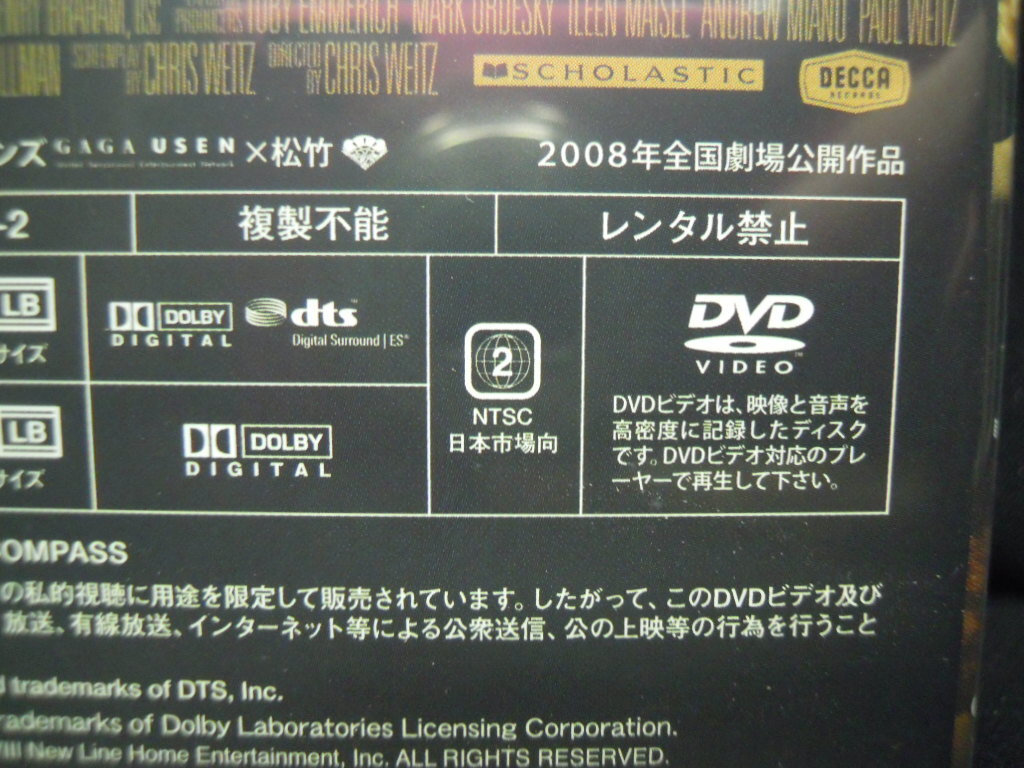 TOBY EMMERICH MARK ORDESKY ILEEN MAISEL ANDREW MIANO PAUL WEITZ
SCREENPLAY BY CHRIS WEITZ DIRECTED BY CHRIS WEITZ
SCHOLASTIC
DECCA
RECORDS
ンズ GAGA USEN ×松竹
2008年全国劇場公開作品
-2 複製不能 レンタル禁止
LB
サイズ
DOLBY
DIGITAL
dts
Digital Surround | ES
LB
サイズ
DOLBY
DIGITAL
2
NTSC
日本市場向
DVD
VIDEO
DVDビデオは、映像と音声を
高密度に記録したディスク
です。DVDビデオ対応のプレ
ーヤーで再生して下さい。
OMPASS
の私的視聴に用途を限定して販売されています。したがって、このDVDビデオ及び
放送、有線放送、インターネット等による公衆送信、公の上映等の行為を行うこと
trademarks of DTS, Inc.
rademarks of Dolby Laboratories Licensing Corporation.
New Line Home Entertainment, Inc. ALL RIGHTS RESERVED.